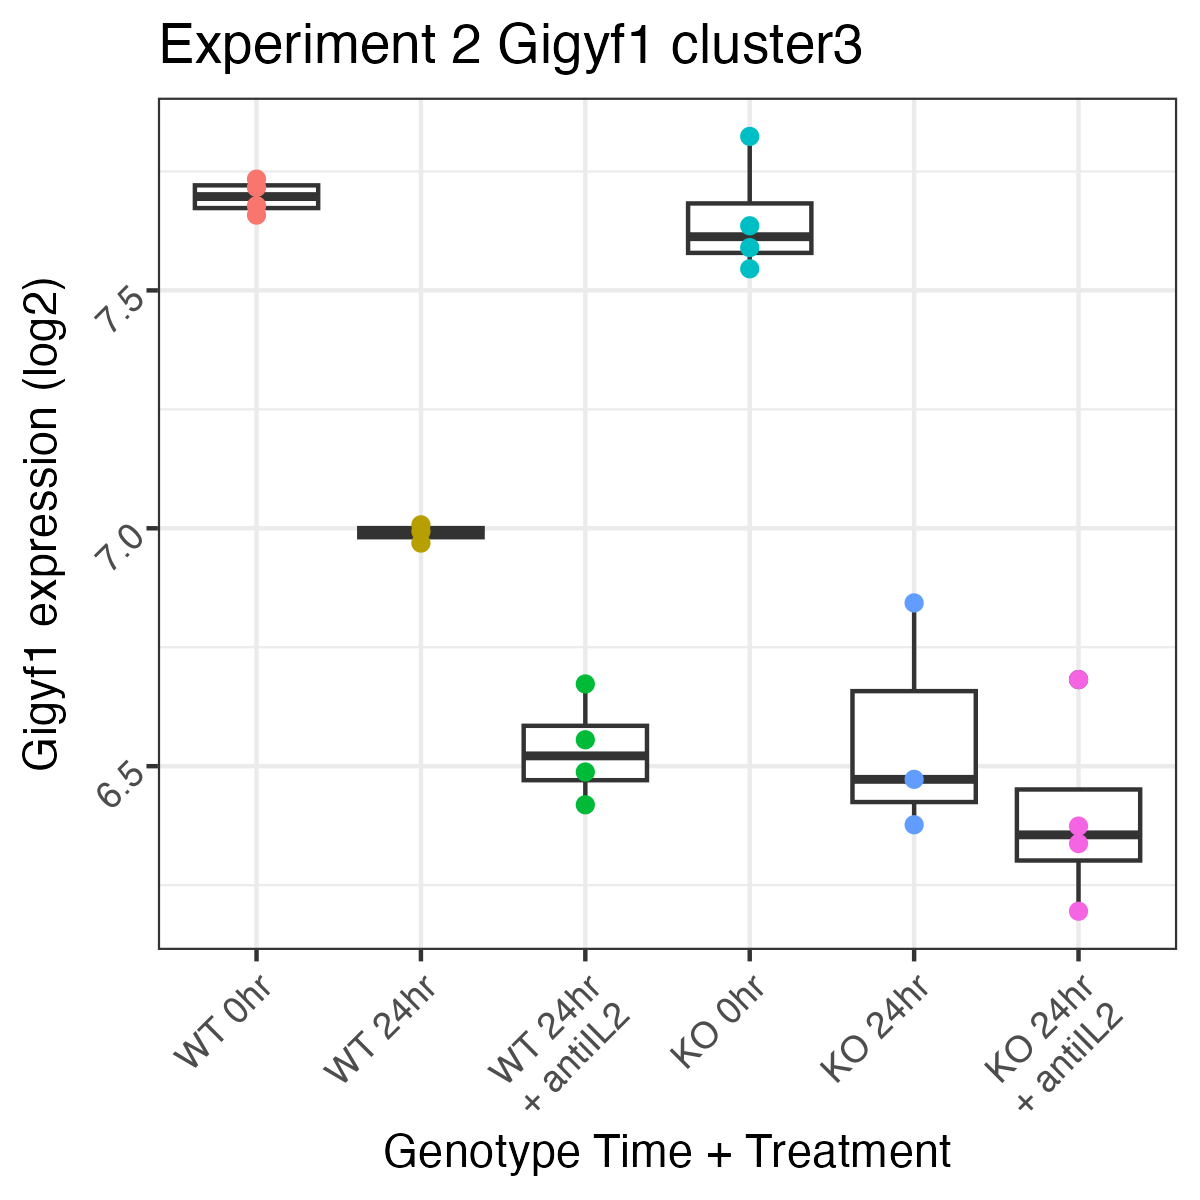 Experiment 2 Gigyf1 cluster3
Gigyf1 expression (log2)
7.5
7.0
6.5
WT 0hr
WT 24hr
WT 24hr
+ antiIL2
KO 0hr
KO 24hr
KO 24hr
+ antiIL2
Genotype Time + Treatment